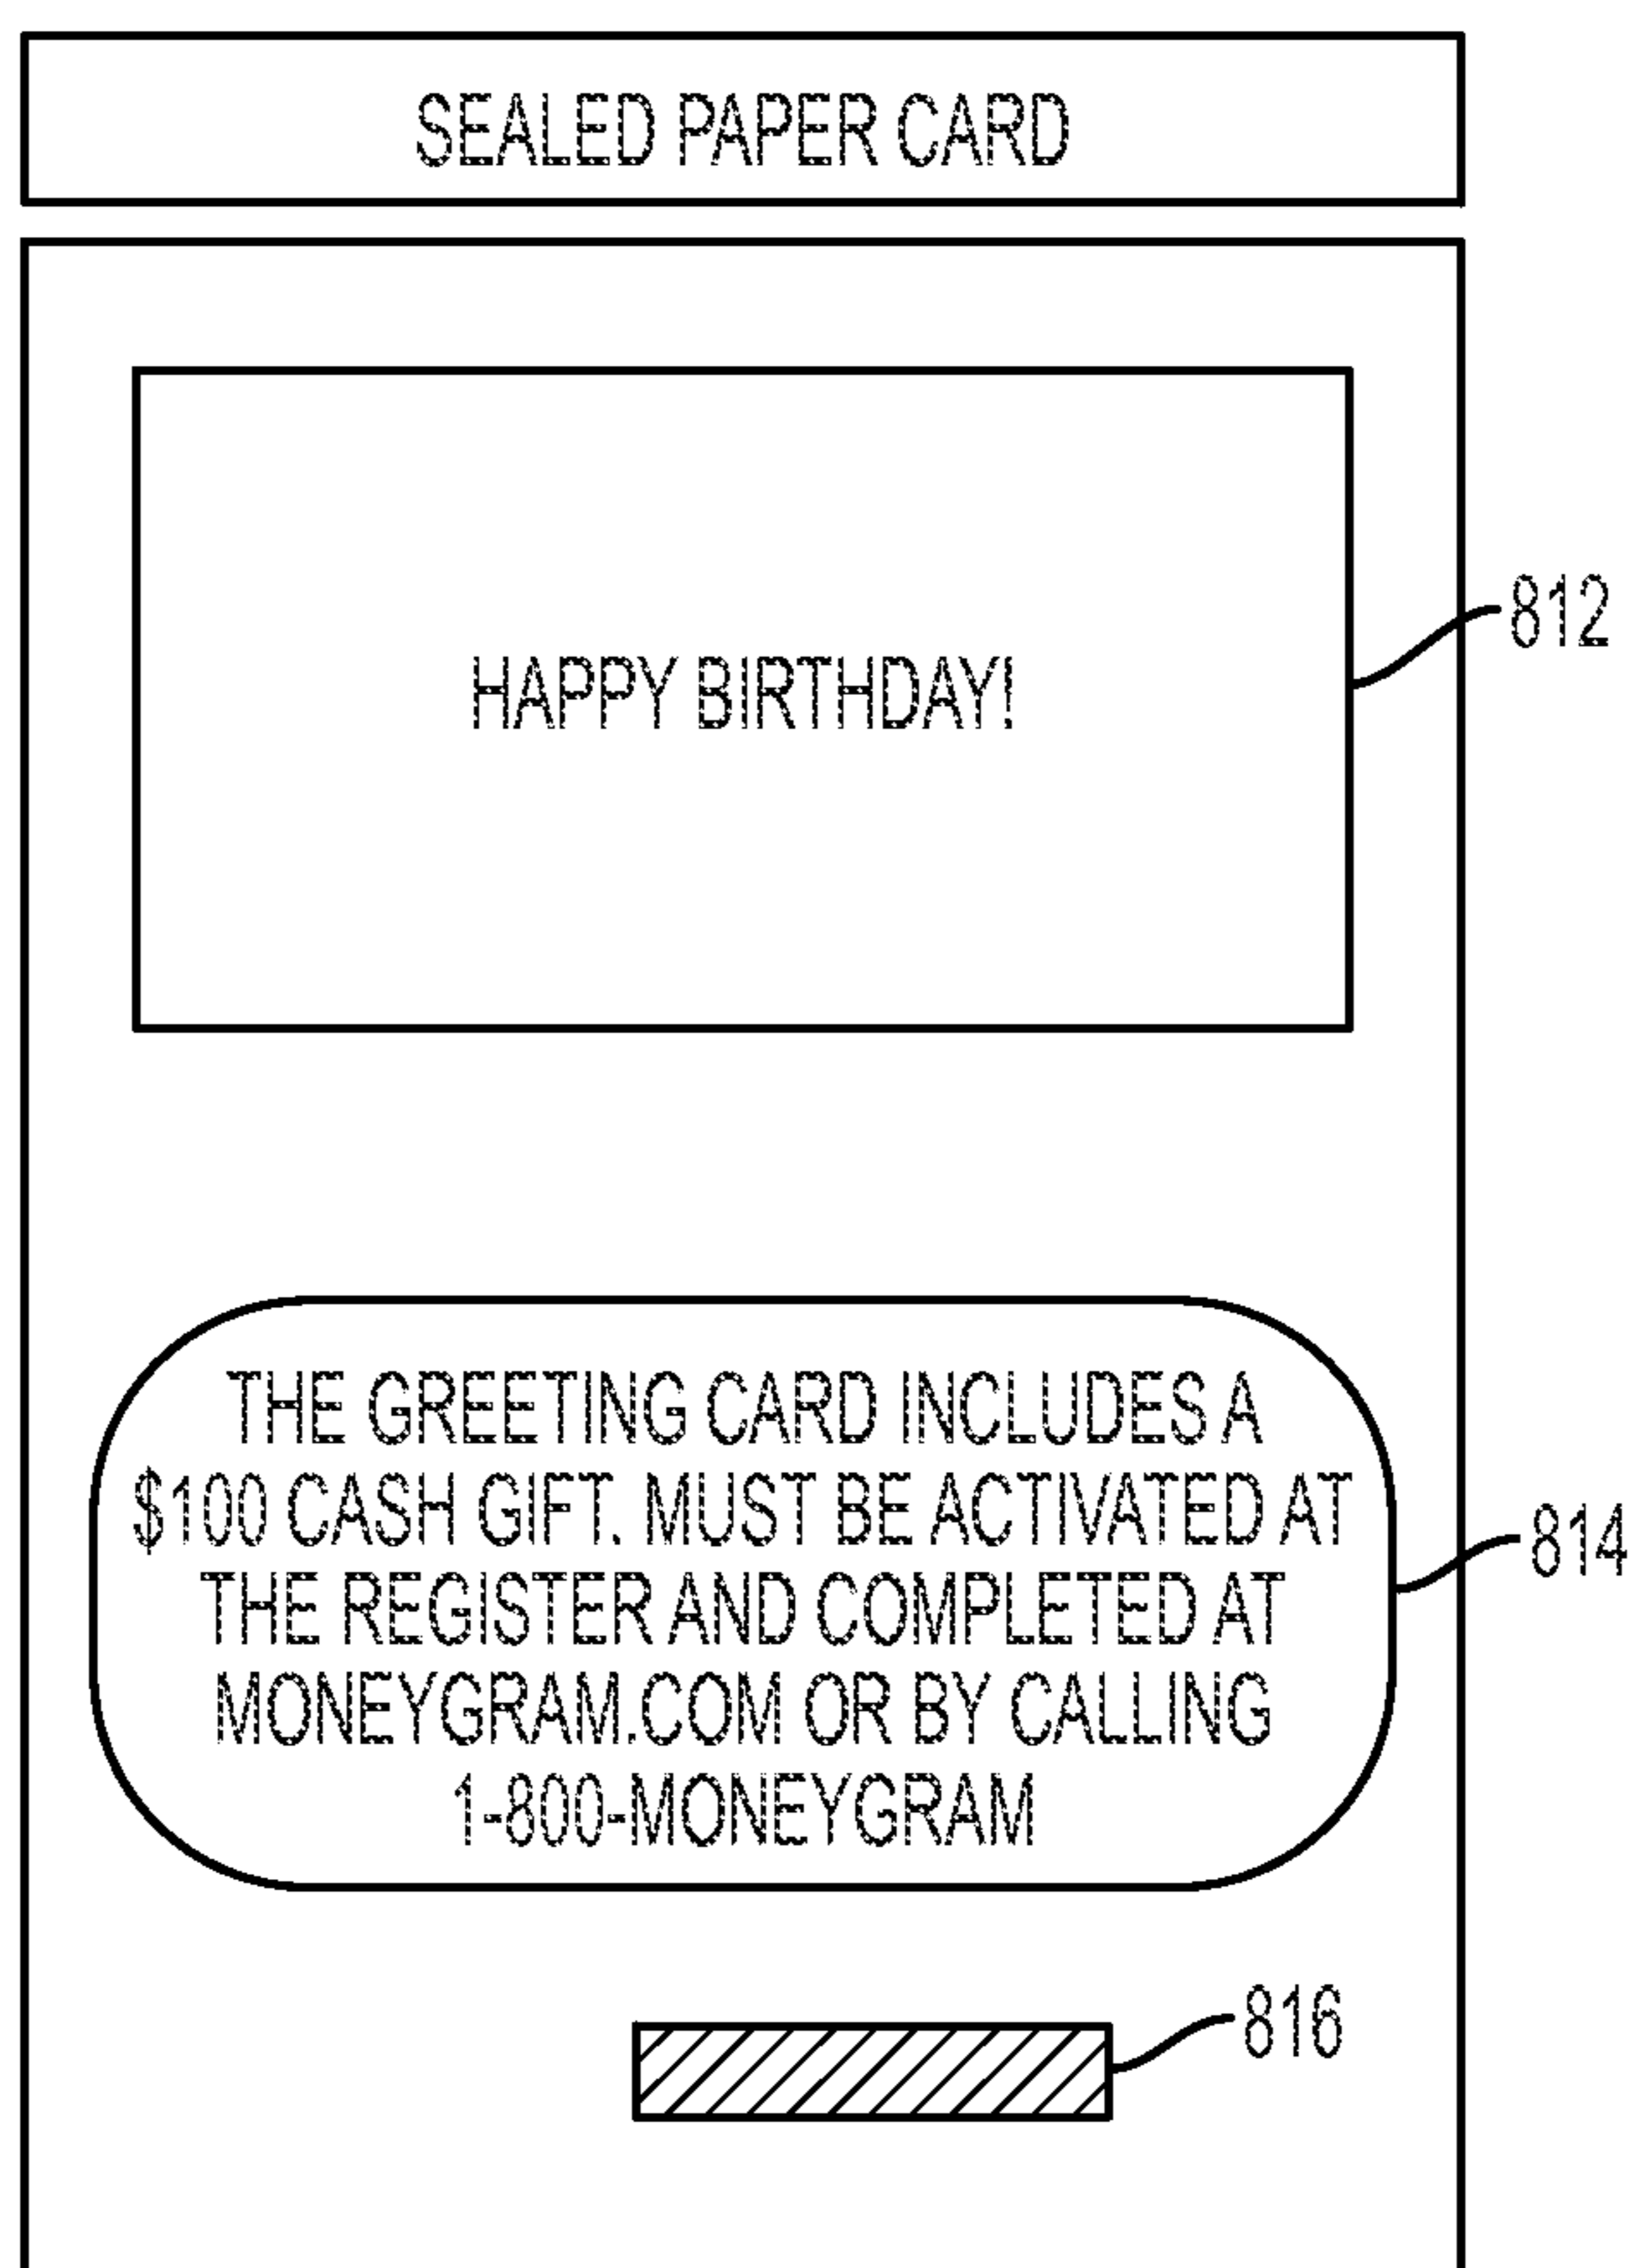 SEALED PAPER CARD
HAPPY BIRTHDAY!
812
THE GREETING CARD INCLUDES A
$100 CASH GIFT. MUST BE ACTIVATED AT
THE REGISTER AND COMPLETED AT
MONEYGRAM.COM OR BY CALLING
1-800-MONEYGRAM
814
816